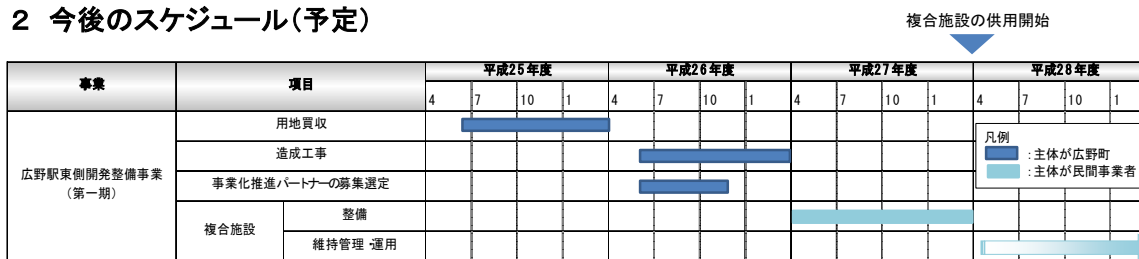 2 今後のスケジュール(予定)
複合施設の供用開始
事業 項目 平成25年度 平成26年度 平成27年度 平成28年度
4 7 10 1 4 7 10 1 4 7 10 1 4 7 10 1
広野駅東側開発整備事業
(第一期)
用地買収
造成工事
事業化推進パートナーの募集選定
複合施設
整備
維持管理・運用
凡例
:主体が広野町
:主体が民間事業者